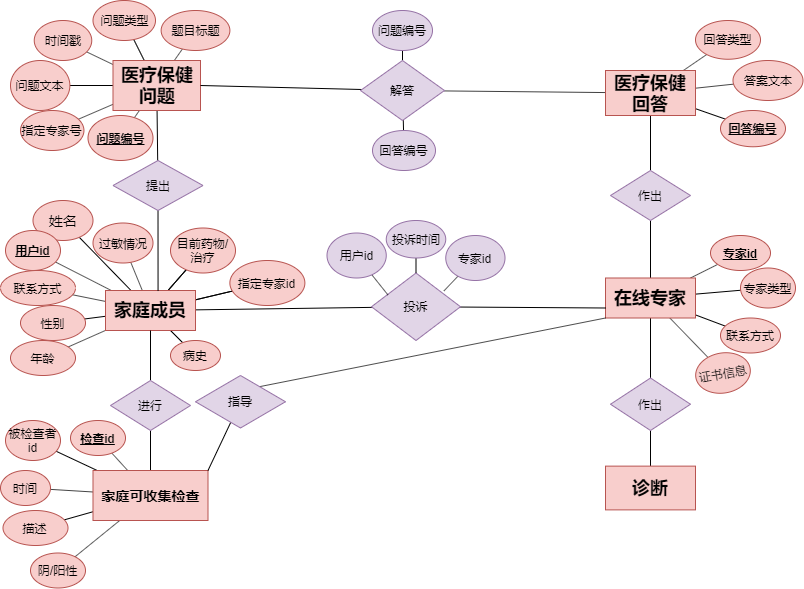 问题类型
题目标题
时间戳
问题文本
指定专家号
问题编号
医疗保健
问题
问题编号
解答
回答编号
回答类型
答案文本
回答编号
医疗保健
回答
提出
作出
姓名
用户id
过敏情况
目前药物/
治疗
联系方式
指定专家id
性别
年龄
病史
家庭成员
用户id
投诉时间
专家id
投诉
专家id
专家类型
联系方式
证书信息
在线专家
进行
指导
作出
被检查者
id
检查id
时间
描述
阴/阳性
家庭可收集检查
诊断